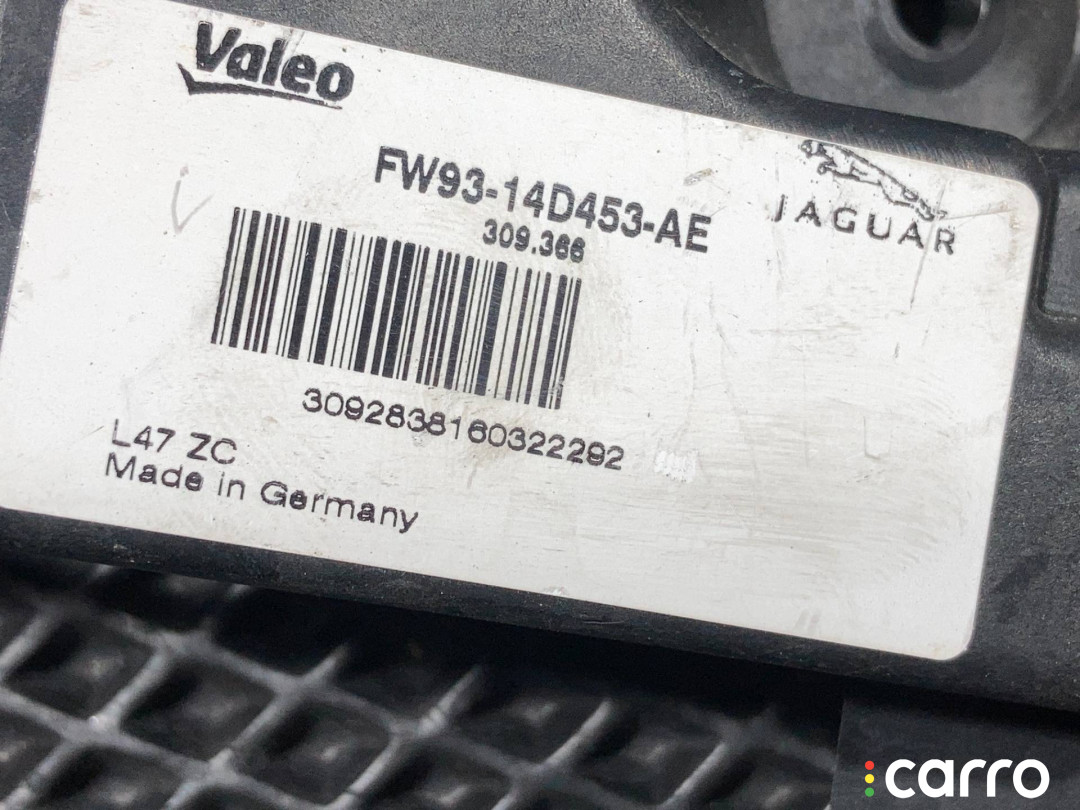 Valeo
FW93-14D453-AE
309.366
JAGUAR
3092838160322292
L47 ZC
Made in Germany
carro